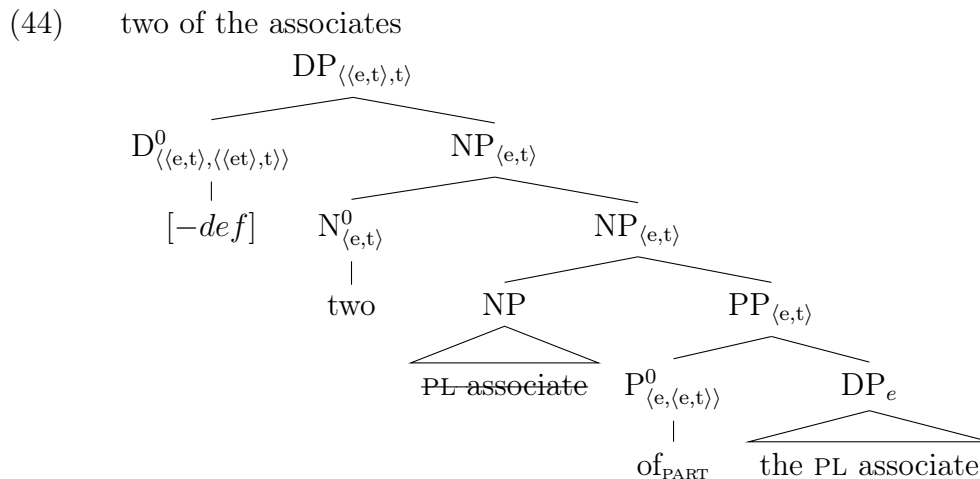 (44) two of the associates
DP⟨⟨e,t⟩,t⟩
D⁰⟨⟨e,t⟩,⟨⟨et⟩,t⟩⟩ NP⟨e,t⟩
[−def] N⁰⟨e,t⟩ NP⟨e,t⟩
two NP PP⟨e,t⟩
PL associate P⁰⟨e,⟨e,t⟩⟩ DPe
ofPART the PL associate